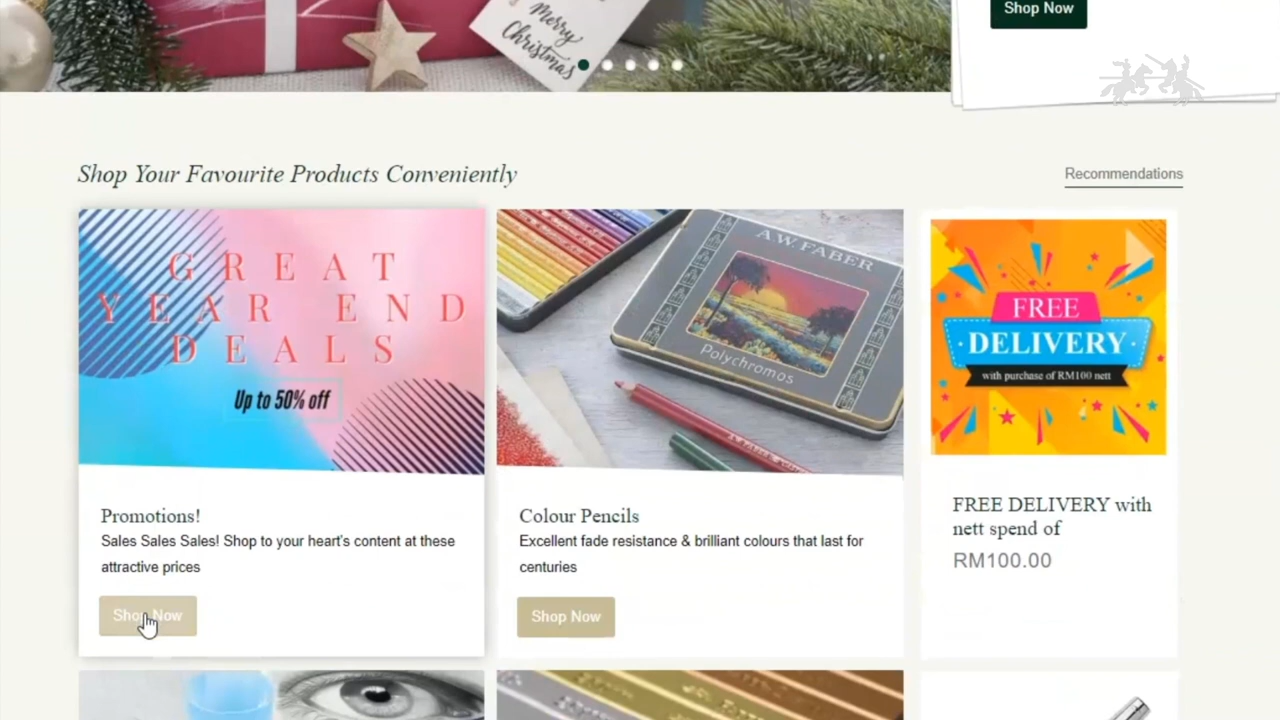 Merry
Christmas
Shop Now
Shop Your Favourite Products Conveniently
Recommendations
GREAT
YEAR END
DEALS
Up to 50% off
A.W. FABER
Polychromos
FREE
DELIVERY
with purchase of RM100 nett
Promotions!
Sales Sales Sales! Shop to your heart's content at these
attractive prices
Shop Now
Colour Pencils
Excellent fade resistance & brilliant colours that last for
centuries
Shop Now
FREE DELIVERY with
nett spend of
RM100.00